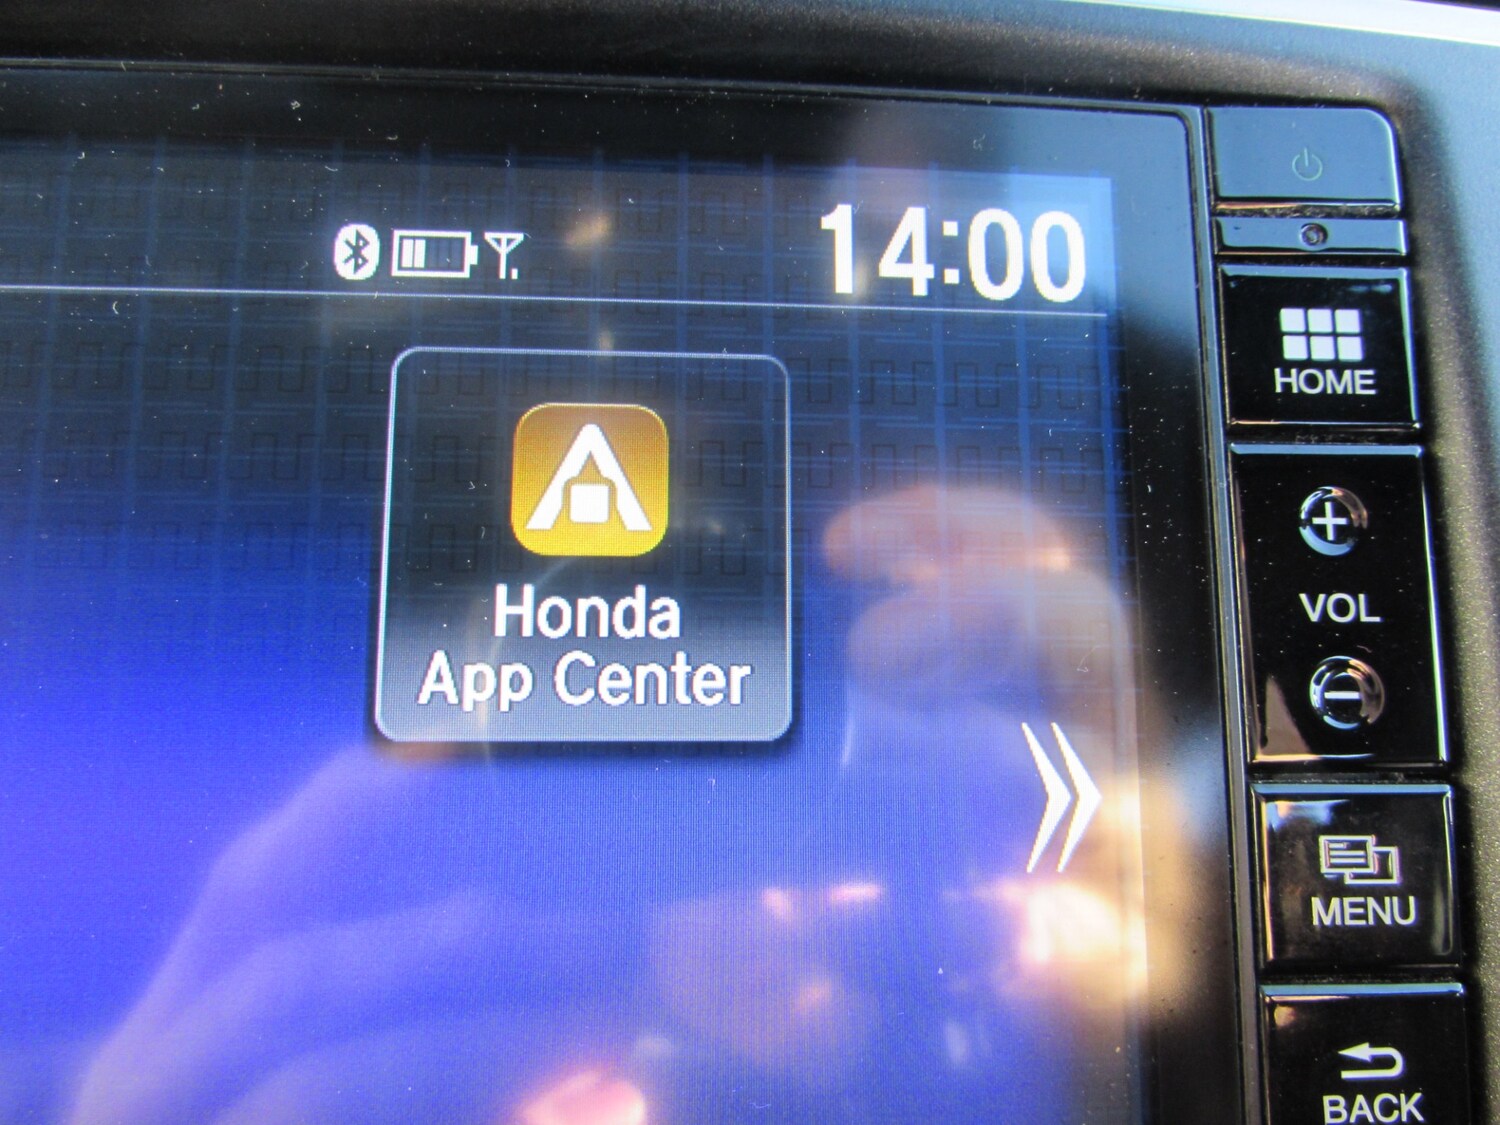 14:00
HOME
Honda
App Center
VOL
MENU
BACK